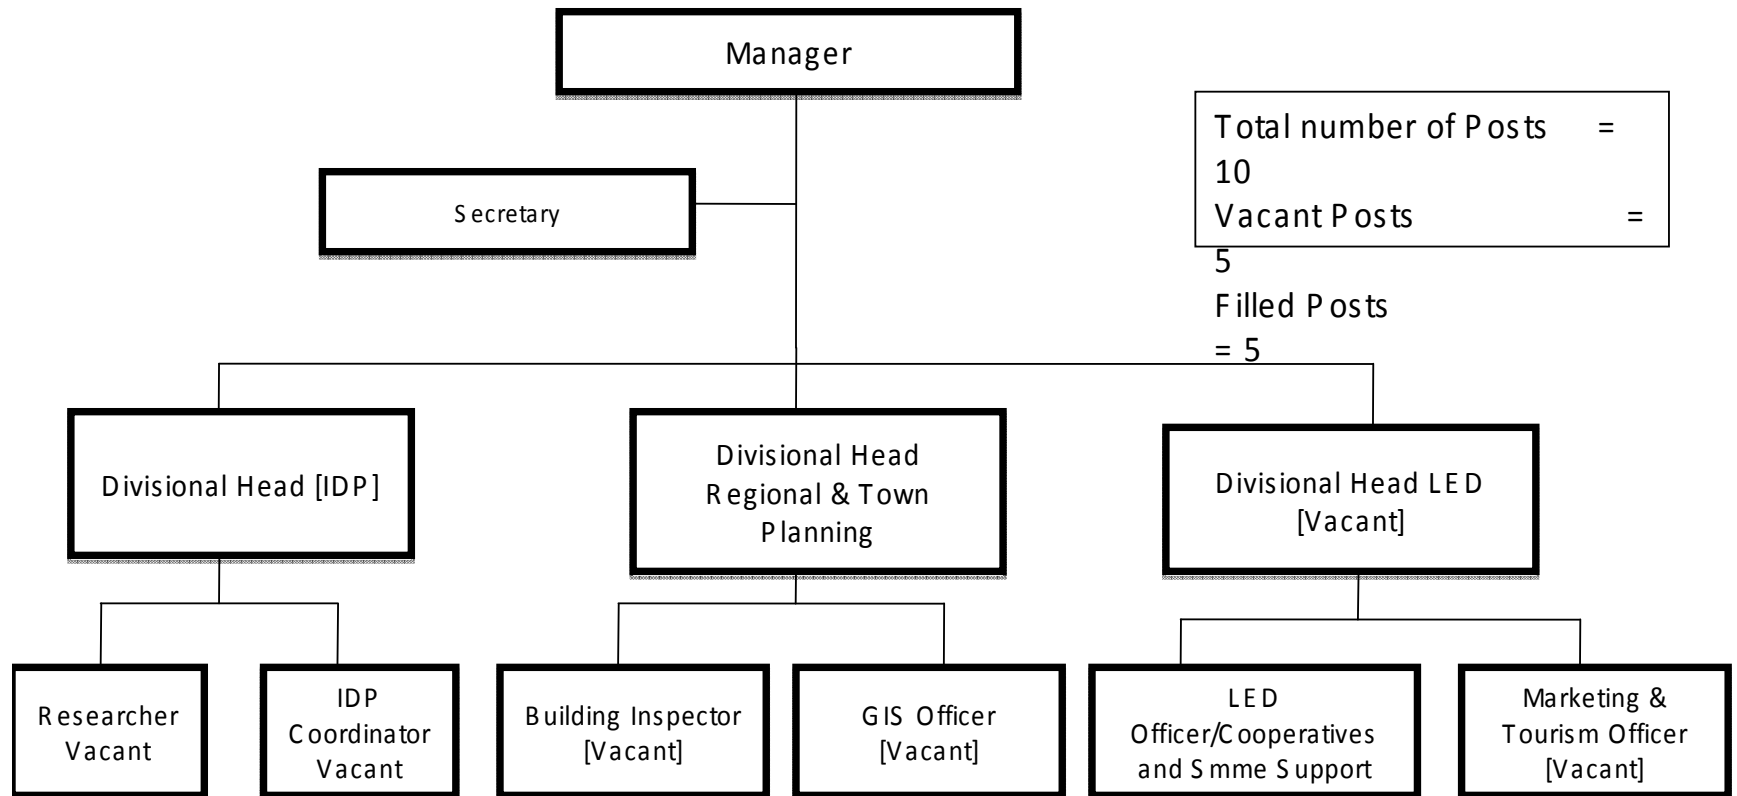 Manager
Total number of Posts =
10
Vacant Posts =
5
Filled Posts
= 5
Secretary
Divisional Head [IDP]
Divisional Head
Regional & Town
Planning
Divisional Head LED
[Vacant]
Researcher
Vacant
IDP
Coordinator
Vacant
Building Inspector
[Vacant]
GIS Officer
[Vacant]
LED
Officer/Cooperatives
and Smme Support
Marketing &
Tourism Officer
[Vacant]